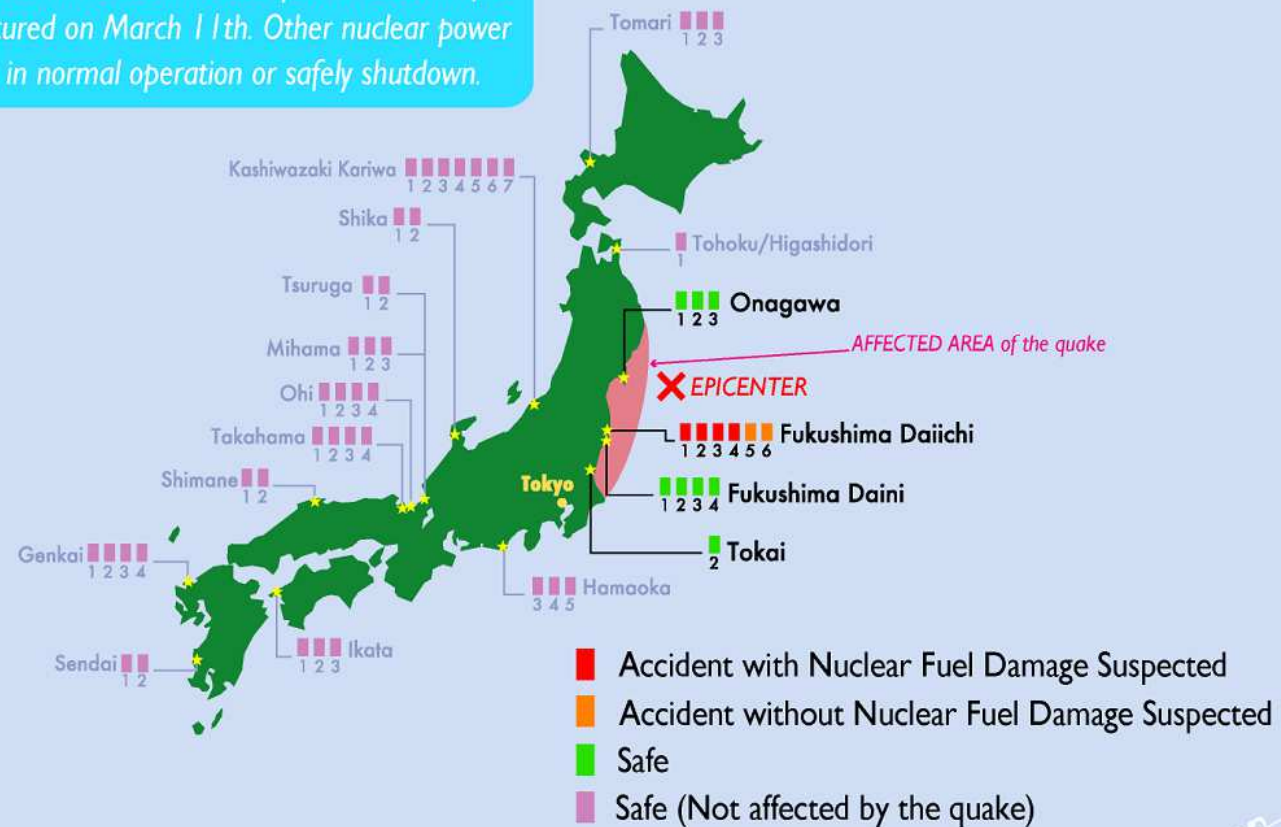 tured on March 11th. Other nuclear power
in normal operation or safely shutdown.
Tomari
1 2 3
Kashiwazaki Kariwa
1 2 3 4 5 6 7
Shika
1 2
Tohoku/Higashidori
1
Tsuruga
1 2
Onagawa
1 2 3
Mihama
1 2 3
AFFECTED AREA of the quake
EPICENTER
Ohi
1 2 3 4
Takahama
1 2 3 4
Fukushima Daiichi
1 2 3 4 5 6
Shimane
1 2
Tokyo
Fukushima Daini
1 2 3 4
Genkai
1 2 3 4
Tokai
2
Hamaoka
3 4 5
Ikata
1 2 3
Sendai
1 2
Accident with Nuclear Fuel Damage Suspected
Accident without Nuclear Fuel Damage Suspected
Safe
Safe (Not affected by the quake)